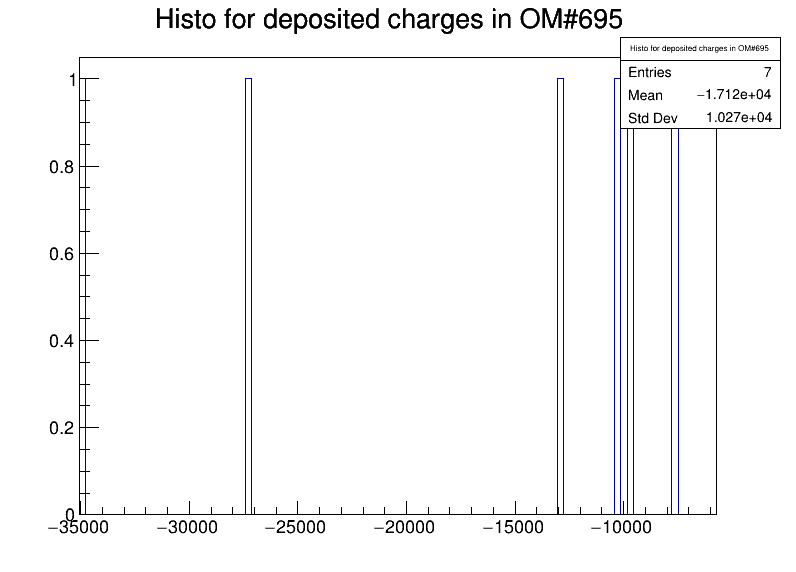 Histo for deposited charges in OM#695
Histo for deposited charges in OM#695
Entries 7
Mean −1.712e+04
Std Dev 1.027e+04
1
0.8
0.6
0.4
0.2
0
−35000 −30000 −25000 −20000 −15000 −10000